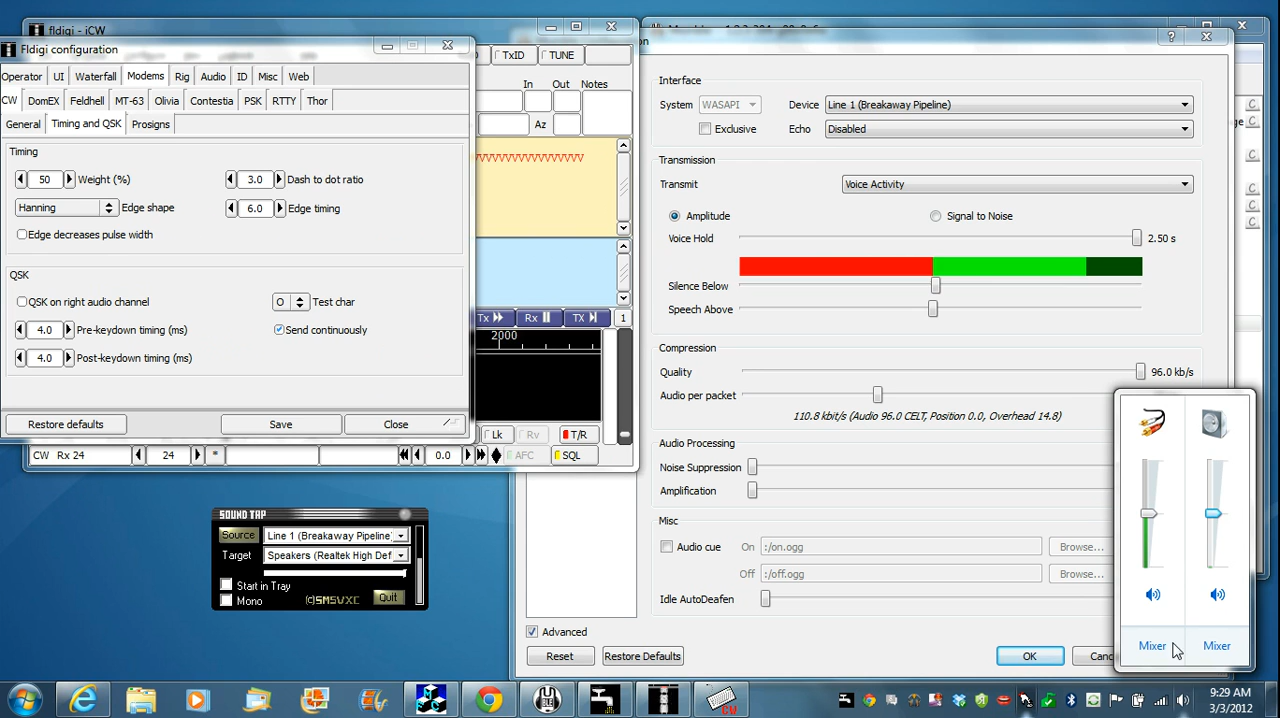 fldigi - iCW
Fldigi configuration
Operator UI Waterfall Modems Rig Audio ID Misc Web
CW DomEX Feldhell MT-63 Olivia Contestia PSK RTTY Thor
General Timing and QSK Prosigns
Timing
50 Weight (%) 3.0 Dash to dot ratio
Hanning Edge shape 6.0 Edge timing
Edge decreases pulse width
QSK
QSK on right audio channel O Test char
4.0 Pre-keydown timing (ms) Send continuously
4.0 Post-keydown timing (ms)
Restore defaults Save Close
TxID TUNE
In Out Notes
Az
Tx Rx TX 1
2000
Lk Rv T/R
CW Rx 24 24 * 0.0 AFC SQL
SOUND TAP
Source Line 1 (Breakaway Pipeline)
Target Speakers (Realtek High Def
Start in Tray
Mono (c)SMSVXC Quit
Interface
System WASAPI Device Line 1 (Breakaway Pipeline)
Exclusive Echo Disabled
Transmission
Transmit Voice Activity
Amplitude Signal to Noise
Voice Hold 2.50 s
Silence Below
Speech Above
Compression
Quality 96.0 kb/s
Audio per packet
110.8 kbit/s (Audio 96.0 CELT, Position 0.0, Overhead 14.8)
Audio Processing
Noise Suppression
Amplification
Misc
Audio cue On :/on.ogg Browse...
Off :/off.ogg Browse...
Idle AutoDeafen
Advanced
Reset Restore Defaults OK Canc
Mixer Mixer
CW
9:29 AM
3/3/2012